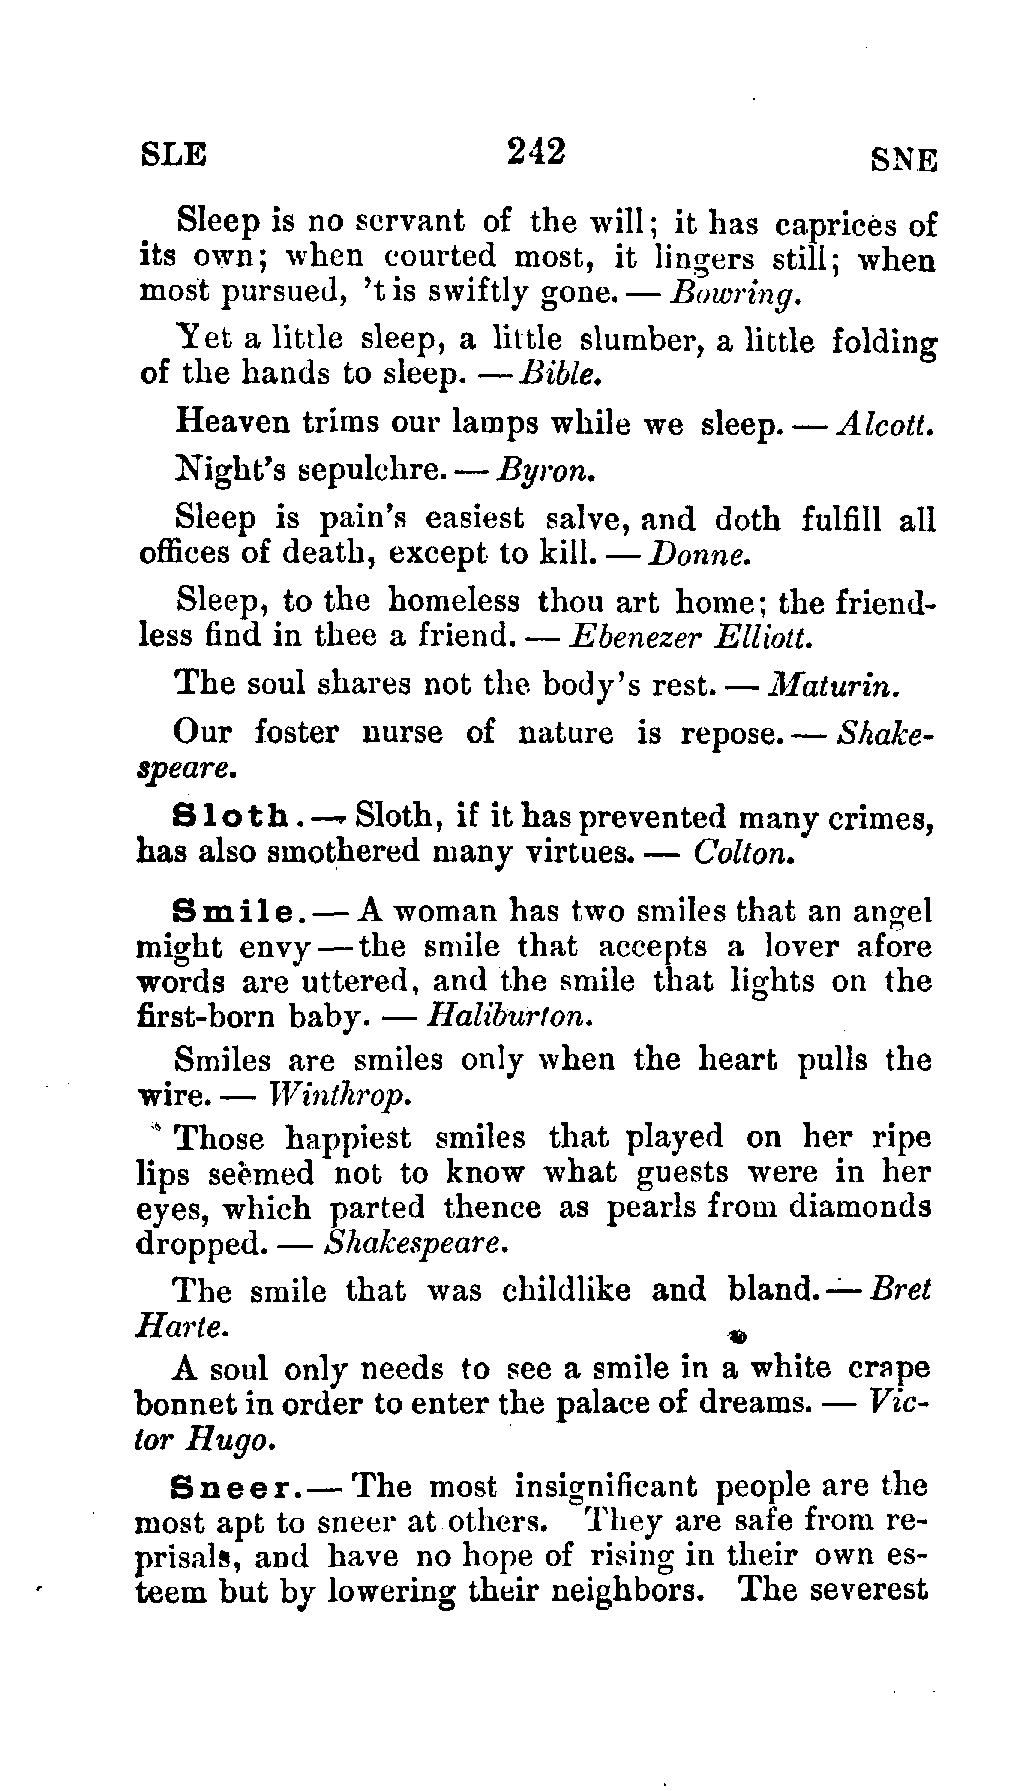 SLE 242 SNE
Sleep is no servant of the will; it has caprices of
its own; when courted most, it lingers still; when
most pursued, 't is swiftly gone. — Bowring.
Yet a little sleep, a little slumber, a little folding
of the hands to sleep. — Bible.
Heaven trims our lamps while we sleep. — Alcott.
Night's sepulchre. — Byron.
Sleep is pain's easiest salve, and doth fulfill all
offices of death, except to kill. — Donne.
Sleep, to the homeless thou art home; the friend-
less find in thee a friend. — Ebenezer Elliott.
The soul shares not the body's rest. — Maturin.
Our foster nurse of nature is repose. — Shake-
speare.
Sloth. — Sloth, if it has prevented many crimes,
has also smothered many virtues. — Colton.
Smile. — A woman has two smiles that an angel
might envy — the smile that accepts a lover afore
words are uttered, and the smile that lights on the
first-born baby. — Haliburton.
Smiles are smiles only when the heart pulls the
wire. — Winthrop.
Those happiest smiles that played on her ripe
lips seemed not to know what guests were in her
eyes, which parted thence as pearls from diamonds
dropped. — Shakespeare.
The smile that was childlike and bland. — Bret
Harte.
A soul only needs to see a smile in a white crape
bonnet in order to enter the palace of dreams. — Vic-
tor Hugo.
Sneer. — The most insignificant people are the
most apt to sneer at others. They are safe from re-
prisals, and have no hope of rising in their own es-
teem but by lowering their neighbors. The severest